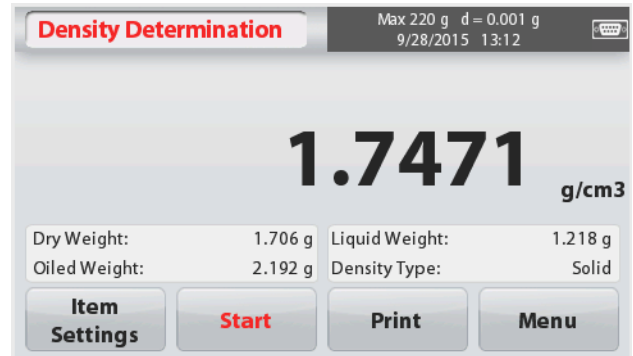 Density Determination
Max 220 g d = 0.001 g
9/28/2015 13:12
1.7471 g/cm3
Dry Weight: 1.706 g Liquid Weight: 1.218 g
Oiled Weight: 2.192 g Density Type: Solid
Item Settings
Start
Print
Menu